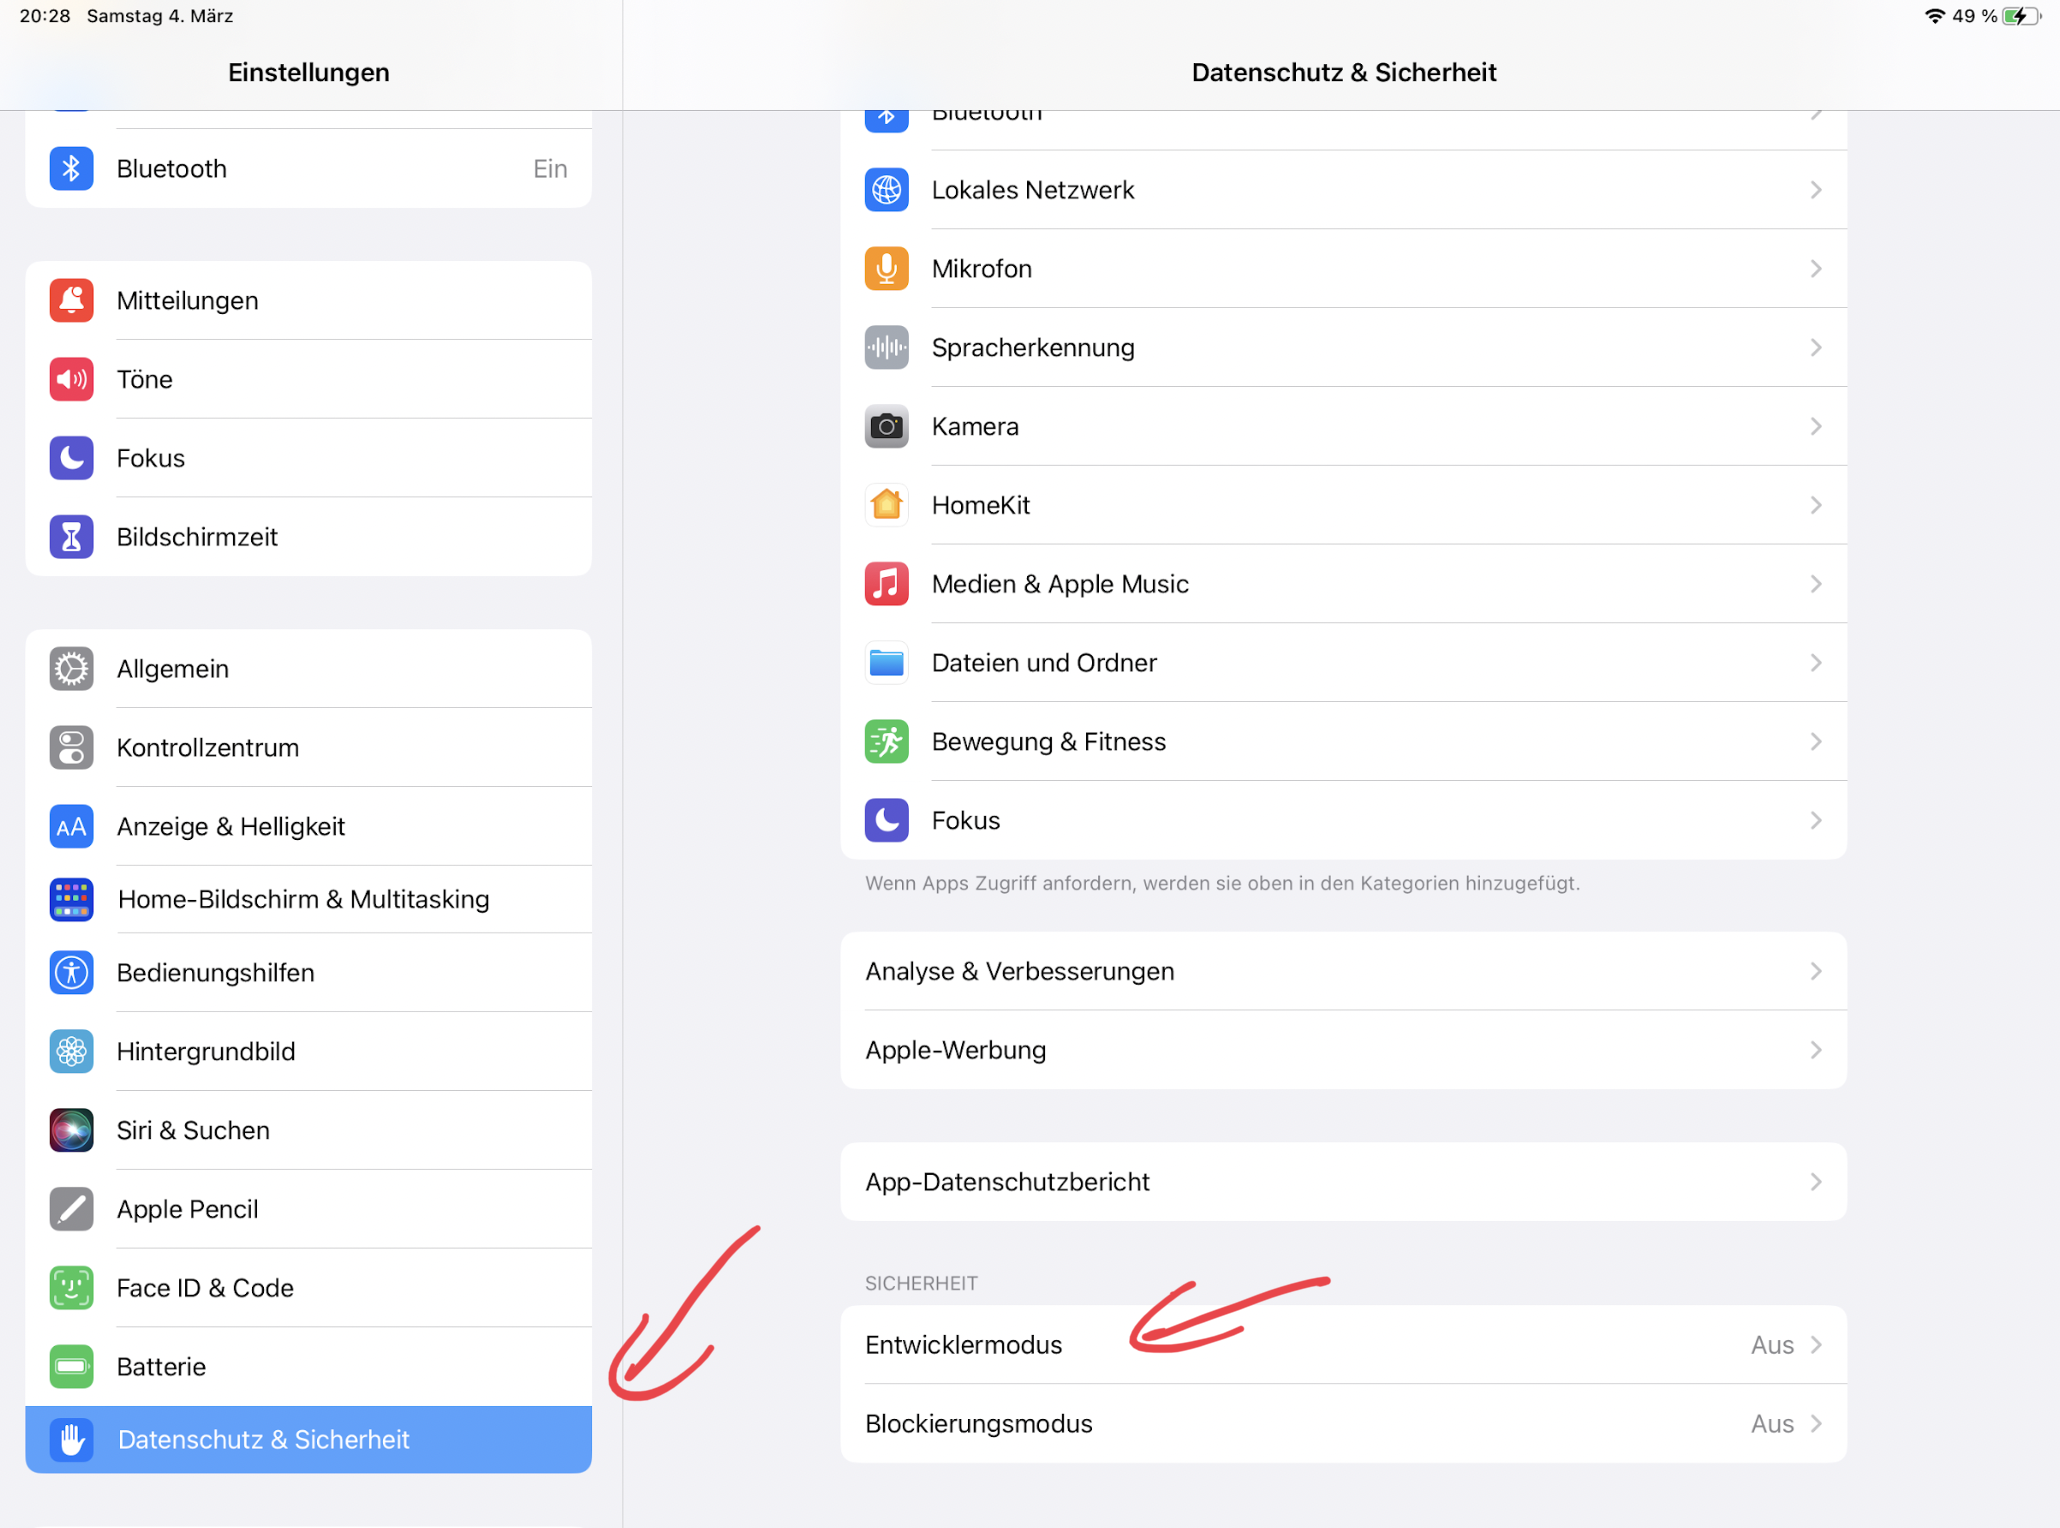 20:28 Samstag 4. März
49 %
Einstellungen
Bluetooth Ein
Mitteilungen
Töne
Fokus
Bildschirmzeit
Allgemein
Kontrollzentrum
AA Anzeige & Helligkeit
Home-Bildschirm & Multitasking
Bedienungshilfen
Hintergrundbild
Siri & Suchen
Apple Pencil
Face ID & Code
Batterie
Datenschutz & Sicherheit
Datenschutz & Sicherheit
Bluetooth
Lokales Netzwerk
Mikrofon
Spracherkennung
Kamera
HomeKit
Medien & Apple Music
Dateien und Ordner
Bewegung & Fitness
Fokus
Wenn Apps Zugriff anfordern, werden sie oben in den Kategorien hinzugefügt.
Analyse & Verbesserungen
Apple-Werbung
App-Datenschutzbericht
SICHERHEIT
Entwicklermodus Aus
Blockierungsmodus Aus